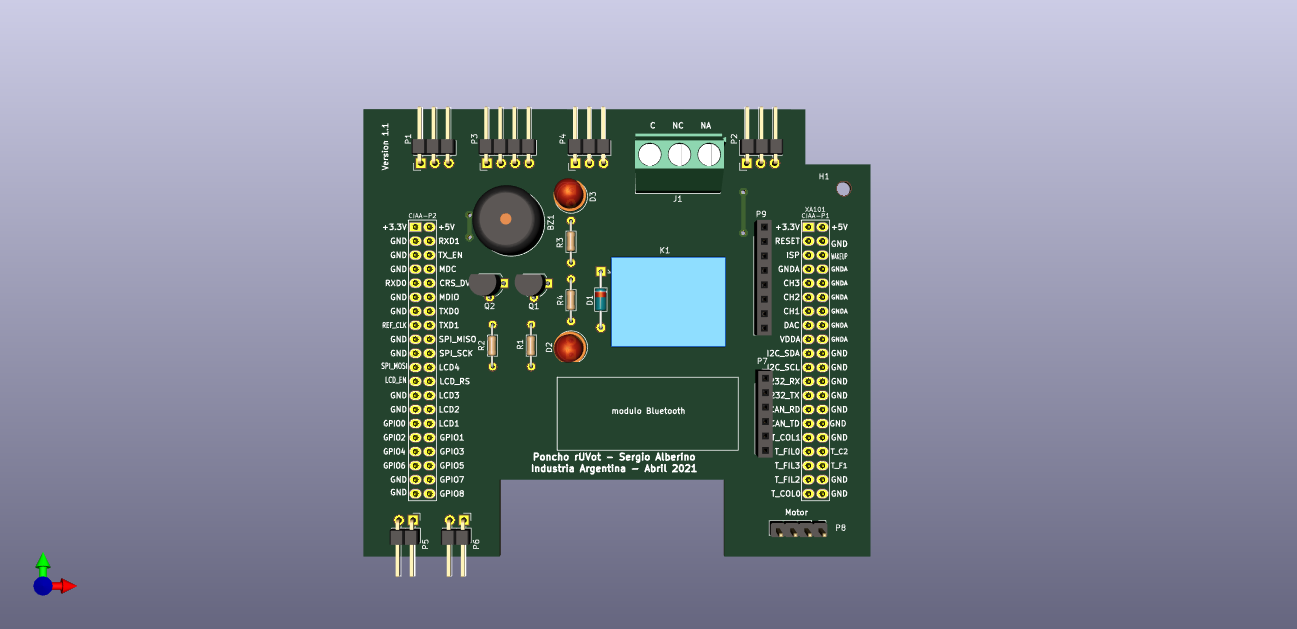 Version 1.1
P1
P3
P4
C NC NA
P2
J1
H1
D3
BZ1
R3
K1
P9
CIAA-P2
+3.3V +5V
GND RXD1
GND TX_EN
GND MDC
RXD0 CRS_DV
GND MDIO
GND TXD0
REF_CLK TXD1
GND SPI_MISO
GND SPI_SCK
SPI_MOSI LCD4
LCD_EN LCD_RS
GND LCD3
GND LCD2
GPIO0 LCD1
GPIO2 GPIO1
GPIO4 GPIO3
GPIO6 GPIO5
GND GPIO7
GND GPIO8
Q2
Q1
R4
D1
R2
R1
D2
XA101
CIAA-P1
+3.3V +5V
RESET GND
ISP WAKEUP
GNDA GNDA
CH3 GNDA
CH2 GNDA
CH1 GNDA
DAC GNDA
VDDA GNDA
I2C_SDA GND
I2C_SCL GND
232_RX GND
232_TX GND
CAN_RD GND
CAN_TD GND
T_COL1 GND
T_FIL0 T_C2
T_FIL3 T_F1
T_FIL2 GND
T_COL0 GND
P7
modulo Bluetooth
Poncho rUVot - Sergio Alberino
Industria Argentina - Abril 2021
P5
P6
Motor
P8